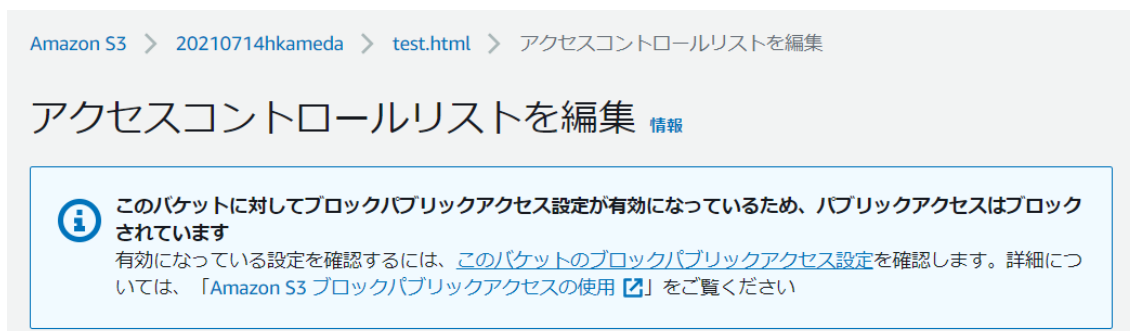 Amazon S3 > 20210714hkameda > test.html > アクセスコントロールリストを編集
アクセスコントロールリストを編集 情報
このバケットに対してブロックパブリックアクセス設定が有効になっているため、パブリックアクセスはブロック
されています
有効になっている設定を確認するには、このバケットのブロックパブリックアクセス設定を確認します。詳細につ
いては、「Amazon S3 ブロックパブリックアクセスの使用」をご覧ください